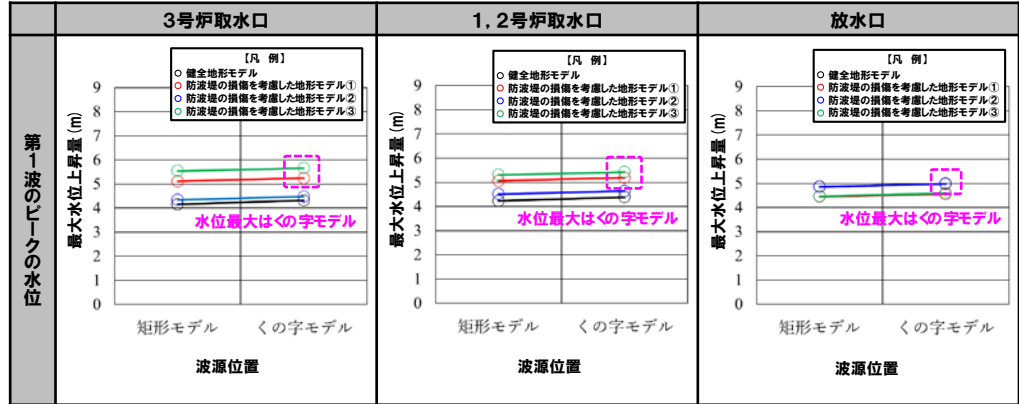 3号炉取水口
1，2号炉取水口
放水口
第1波のピークの水位
【凡 例】
健全地形モデル
防波堤の損傷を考慮した地形モデル①
防波堤の損傷を考慮した地形モデル②
防波堤の損傷を考慮した地形モデル③
最大水位上昇量(m)
9
8
7
6
5
4
3
2
1
0
水位最大はくの字モデル
矩形モデル
くの字モデル
波源位置
【凡 例】
健全地形モデル
防波堤の損傷を考慮した地形モデル①
防波堤の損傷を考慮した地形モデル②
防波堤の損傷を考慮した地形モデル③
最大水位上昇量(m)
9
8
7
6
5
4
3
2
1
0
水位最大はくの字モデル
矩形モデル
くの字モデル
波源位置
【凡 例】
健全地形モデル
防波堤の損傷を考慮した地形モデル①
防波堤の損傷を考慮した地形モデル②
防波堤の損傷を考慮した地形モデル③
最大水位上昇量(m)
9
8
7
6
5
4
3
2
1
0
水位最大はくの字モデル
矩形モデル
くの字モデル
波源位置